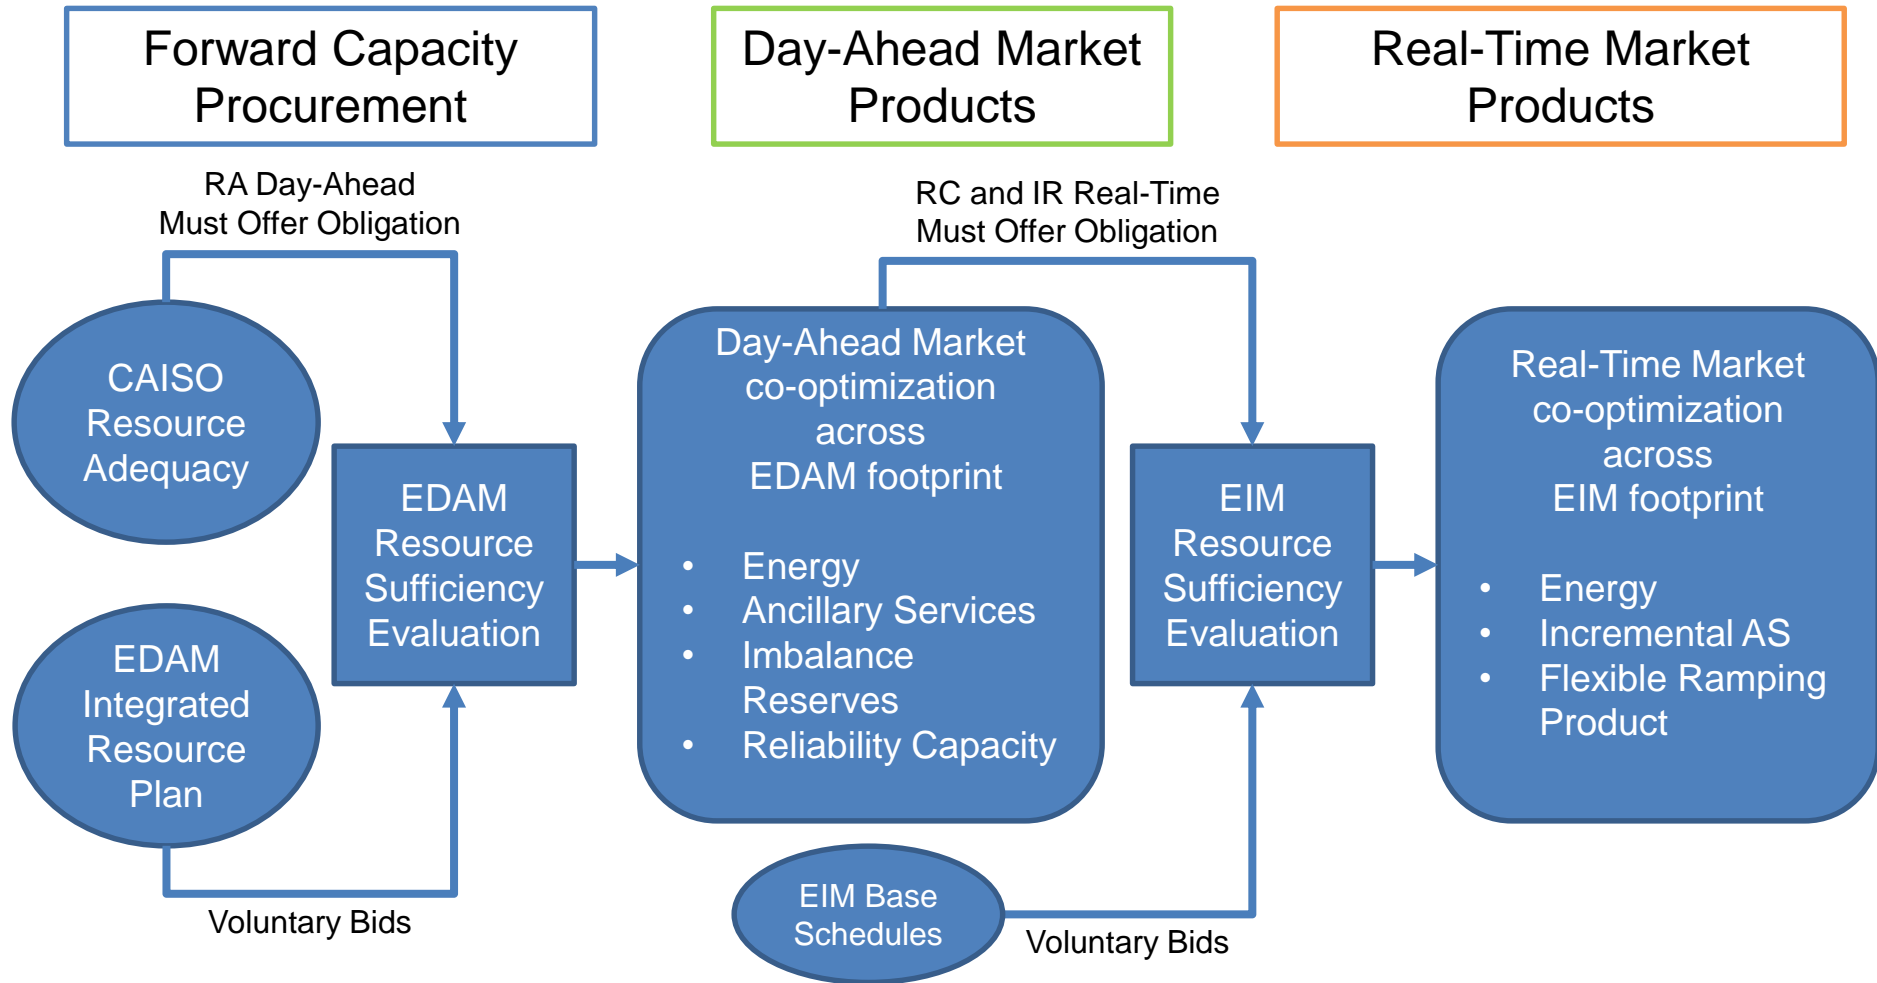 Forward Capacity
Procurement
Day-Ahead Market
Products
Real-Time Market
Products
RA Day-Ahead
Must Offer Obligation
RC and IR Real-Time
Must Offer Obligation
CAISO
Resource
Adequacy
EDAM
Integrated
Resource
Plan
Voluntary Bids
EDAM
Resource
Sufficiency
Evaluation
Day-Ahead Market
co-optimization
across
EDAM footprint
• Energy
• Ancillary Services
• Imbalance
Reserves
• Reliability Capacity
EIM Base
Schedules
Voluntary Bids
EIM
Resource
Sufficiency
Evaluation
Real-Time Market
co-optimization
across
EIM footprint
• Energy
• Incremental AS
• Flexible Ramping
Product